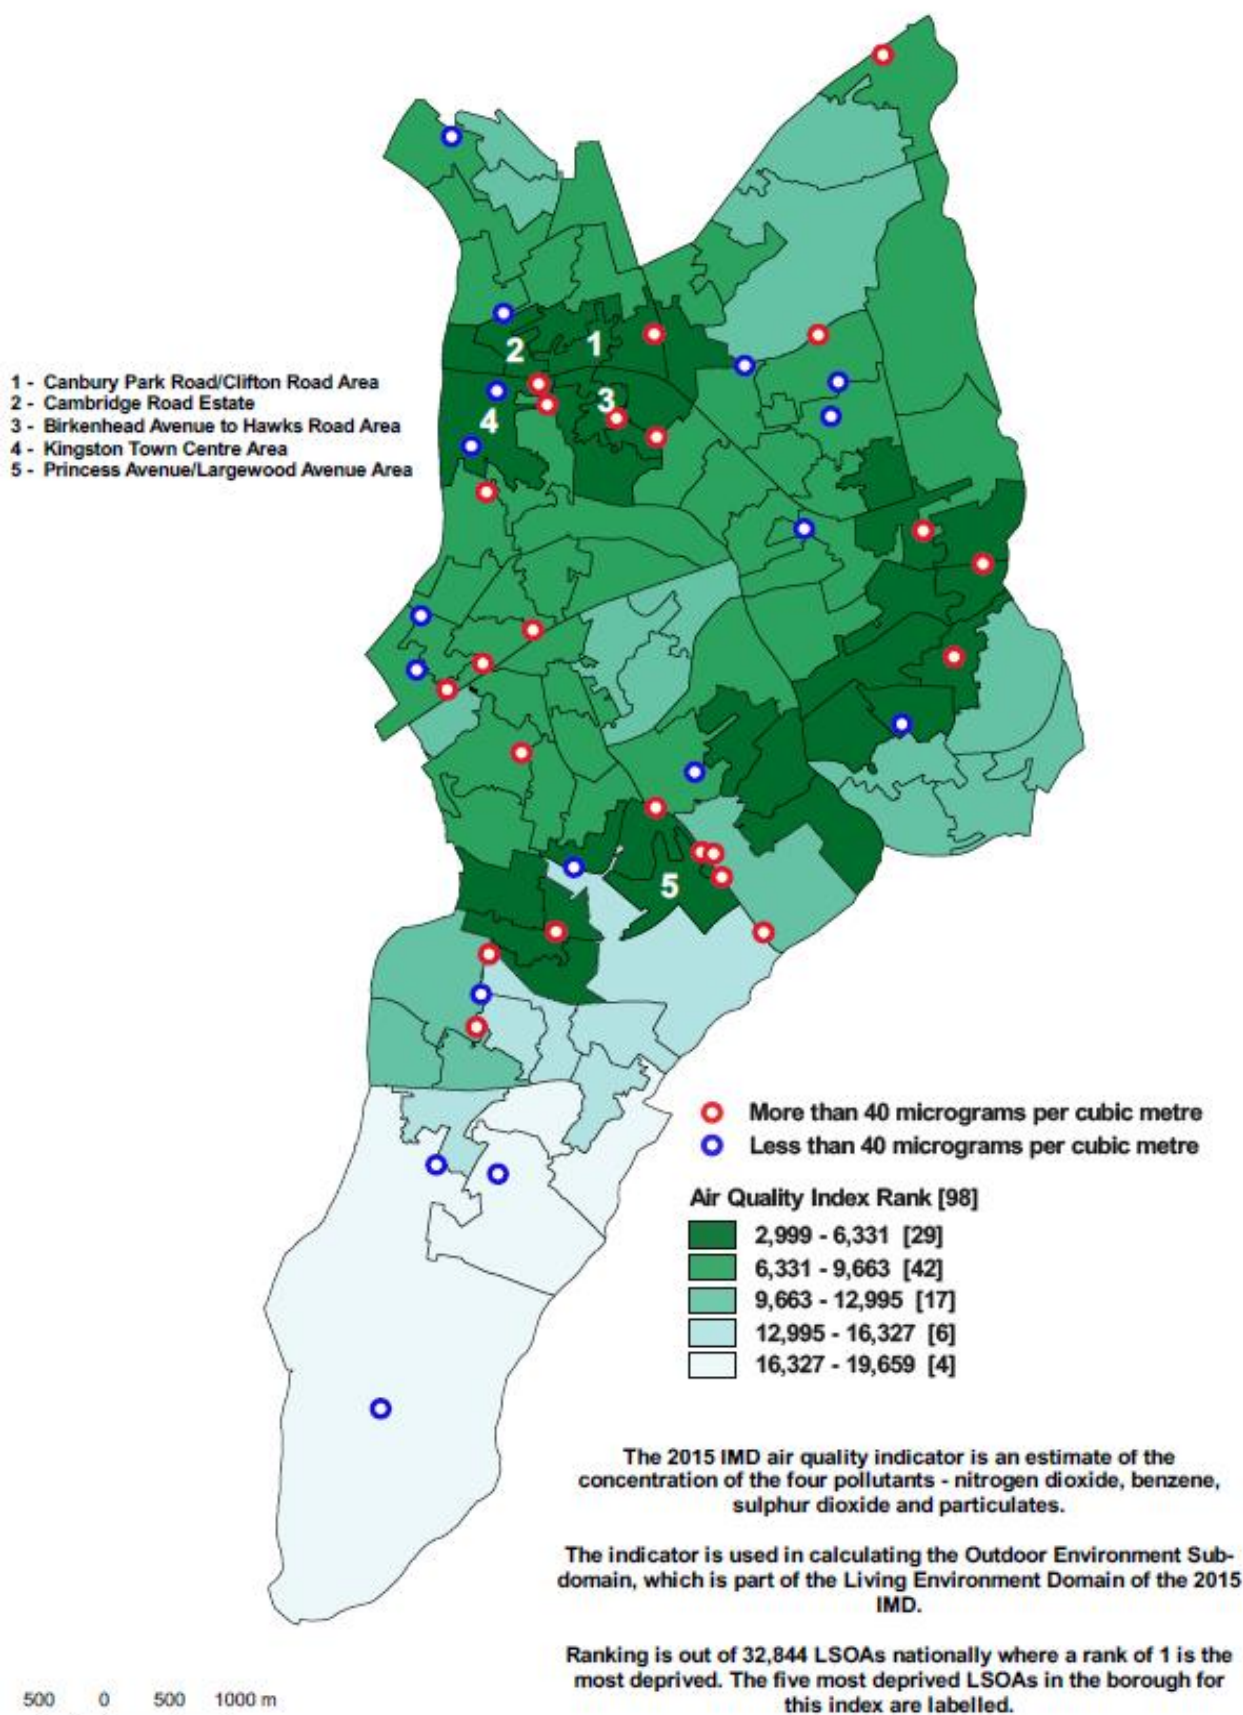 1 - Canbury Park Road/Clifton Road Area
2 - Cambridge Road Estate
3 - Birkenhead Avenue to Hawks Road Area
4 - Kingston Town Centre Area
5 - Princess Avenue/Largewood Avenue Area
1
2
3
4
5
More than 40 micrograms per cubic metre
Less than 40 micrograms per cubic metre
Air Quality Index Rank [98]
2,999 - 6,331 [29]
6,331 - 9,663 [42]
9,663 - 12,995 [17]
12,995 - 16,327 [6]
16,327 - 19,659 [4]
The 2015 IMD air quality indicator is an estimate of the
concentration of the four pollutants - nitrogen dioxide, benzene,
sulphur dioxide and particulates.
The indicator is used in calculating the Outdoor Environment Sub-
domain, which is part of the Living Environment Domain of the 2015
IMD.
Ranking is out of 32,844 LSOAs nationally where a rank of 1 is the
most deprived. The five most deprived LSOAs in the borough for
this index are labelled.
500 0 500 1000 m